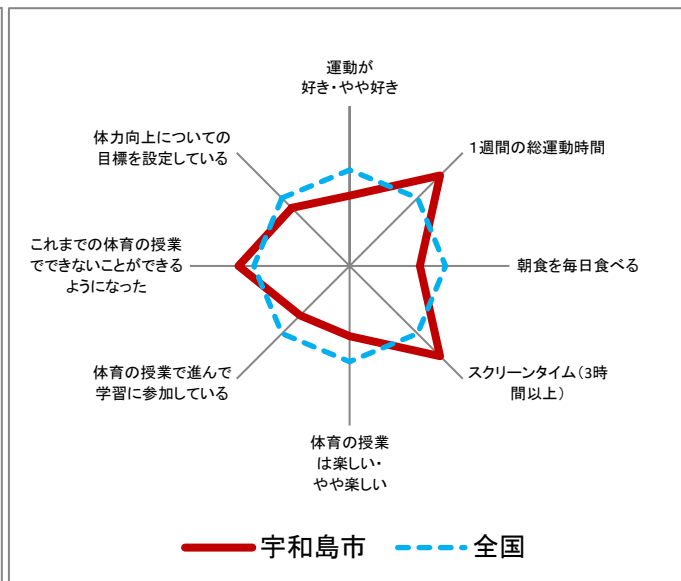 運動が
好き・やや好き
1週間の総運動時間
朝食を毎日食べる
スクリーンタイム（3時
間以上）
体育の授業
は楽しい・
やや楽しい
体育の授業で進んで
学習に参加している
これまでの体育の授業
でできないことができる
ようになった
体力向上についての
目標を設定している
宇和島市
全国